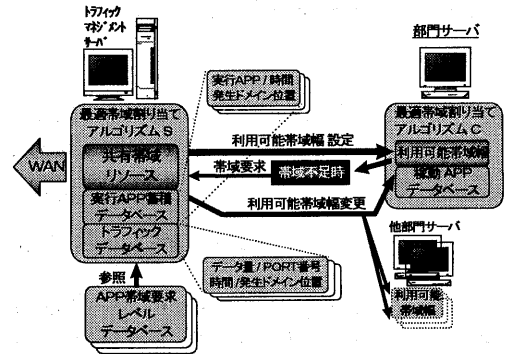 トラフィック
マネジメント
サーバ
部門サーバ
実行APP/時間
発生ドメイン位置
最適帯域割り当て
アルゴリズムS
最適帯域割り当て
アルゴリズムC
利用可能帯域幅 設定
共有帯域
リソース
帯域要求
帯域不足時
利用可能帯域幅
稼動APP
データベース
WAN
実行APP蓄積
データベース
利用可能帯域幅変更
トラフィック
データベース
他部門サーバ
データ量/PORT番号
時間/発生ドメイン位置
参照
利用可能
帯域幅
APP帯域要求
レベル
データベース